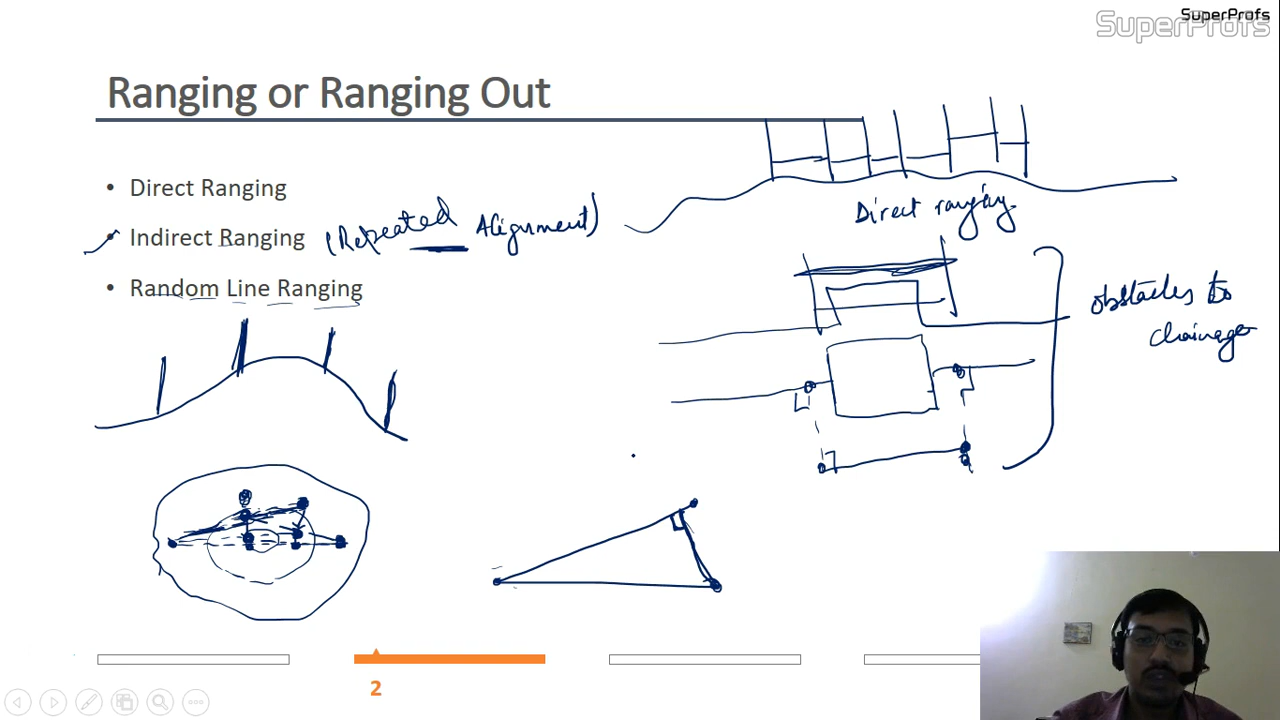 SuperProfs
SuperProfs
Ranging or Ranging Out
• Direct Ranging
• Indirect Ranging (Repeated Alignment)
• Random Line Ranging
Direct ranging
obstacles to
chainage
2